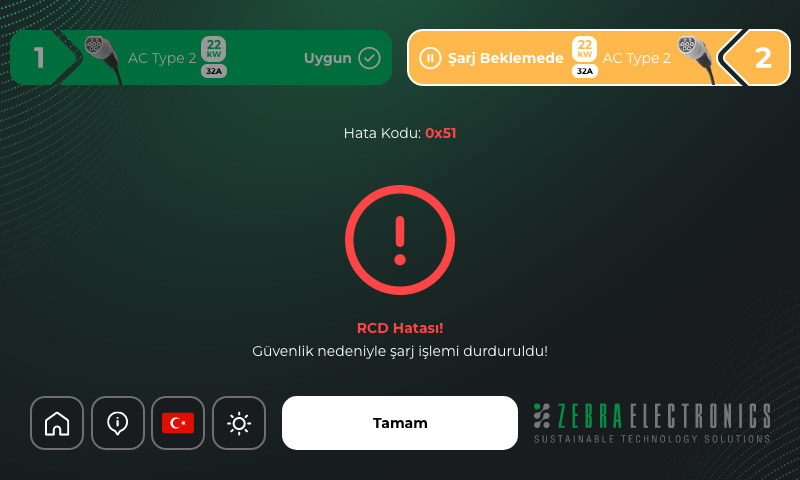 1
AC Type 2
22
kW
32A
Uygun
Şarj Beklemede
22
kW
32A
AC Type 2
2
Hata Kodu: 0x51
RCD Hatası!
Güvenlik nedeniyle şarj işlemi durduruldu!
Tamam
ZEBRA ELECTRONICS
SUSTAINABLE TECHNOLOGY SOLUTIONS